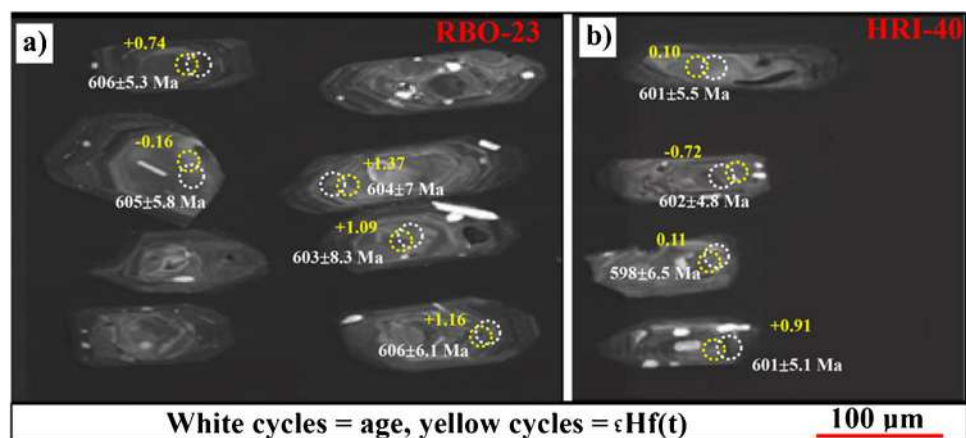 a)
RBO-23
+0.74
606±5.3 Ma
-0.16
605±5.8 Ma
+1.37
604±7 Ma
+1.09
603±8.3 Ma
+1.16
606±6.1 Ma
b)
HRI-40
0.10
601±5.5 Ma
-0.72
602±4.8 Ma
0.11
598±6.5 Ma
+0.91
601±5.1 Ma
White cycles = age, yellow cycles = εHf(t)
100 µm